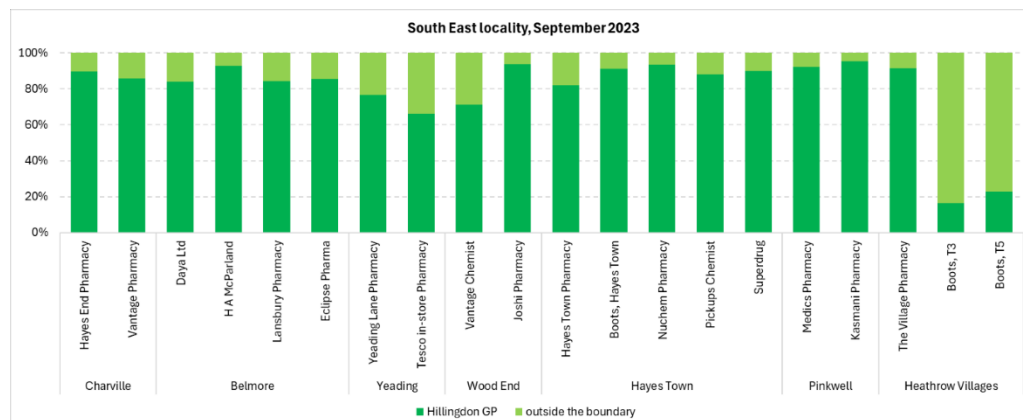 South East locality, September 2023
100%
80%
60%
40%
20%
0%
Hayes End Pharmacy
Vantage Pharmacy
Daya Ltd
H A McParland
Lansbury Pharmacy
Eclipse Pharma
Yeading Lane Pharmacy
Tesco in-store Pharmacy
Vantage Chemist
Joshi Pharmacy
Hayes Town Pharmacy
Boots, Hayes Town
Nuchem Pharmacy
Pickups Chemist
Superdrug
Medics Pharmacy
Kasmani Pharmacy
The Village Pharmacy
Boots, T3
Boots, T5
Charville Belmore Yeading Wood End Hayes Town Pinkwell Heathrow Villages
Hillingdon GP outside the boundary